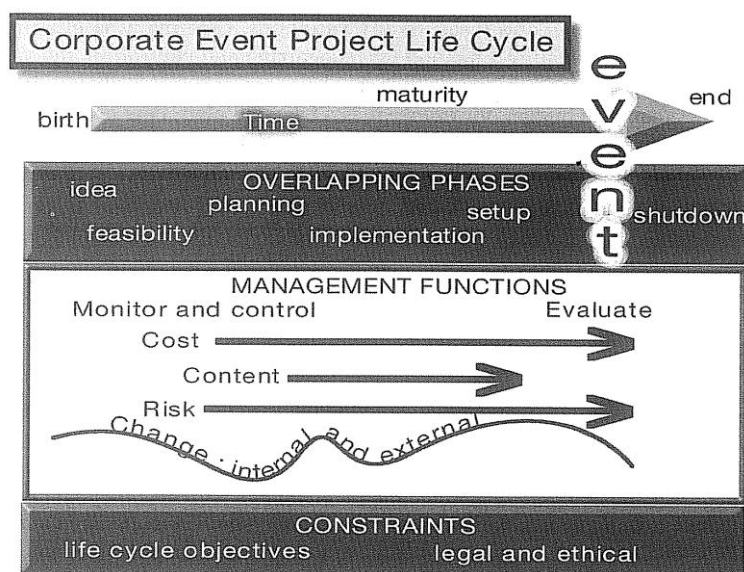 Corporate Event Project Life Cycle
event
maturity
birth
Time
end
OVERLAPPING PHASES
idea
planning
setup
shutdown
feasibility
implementation
MANAGEMENT FUNCTIONS
Monitor and control
Evaluate
Cost
Content
Risk
Change · internal and external
CONSTRAINTS
life cycle objectives
legal and ethical